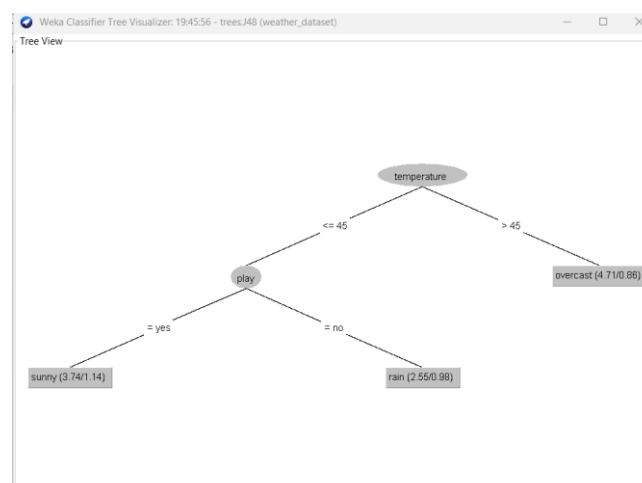 Weka Classifier Tree Visualizer: 19:45:56 - trees.J48 (weather_dataset)
Tree View
temperature
<= 45
> 45
play
overcast (4.71/0.86)
= yes
= no
sunny (3.74/1.14)
rain (2.55/0.98)